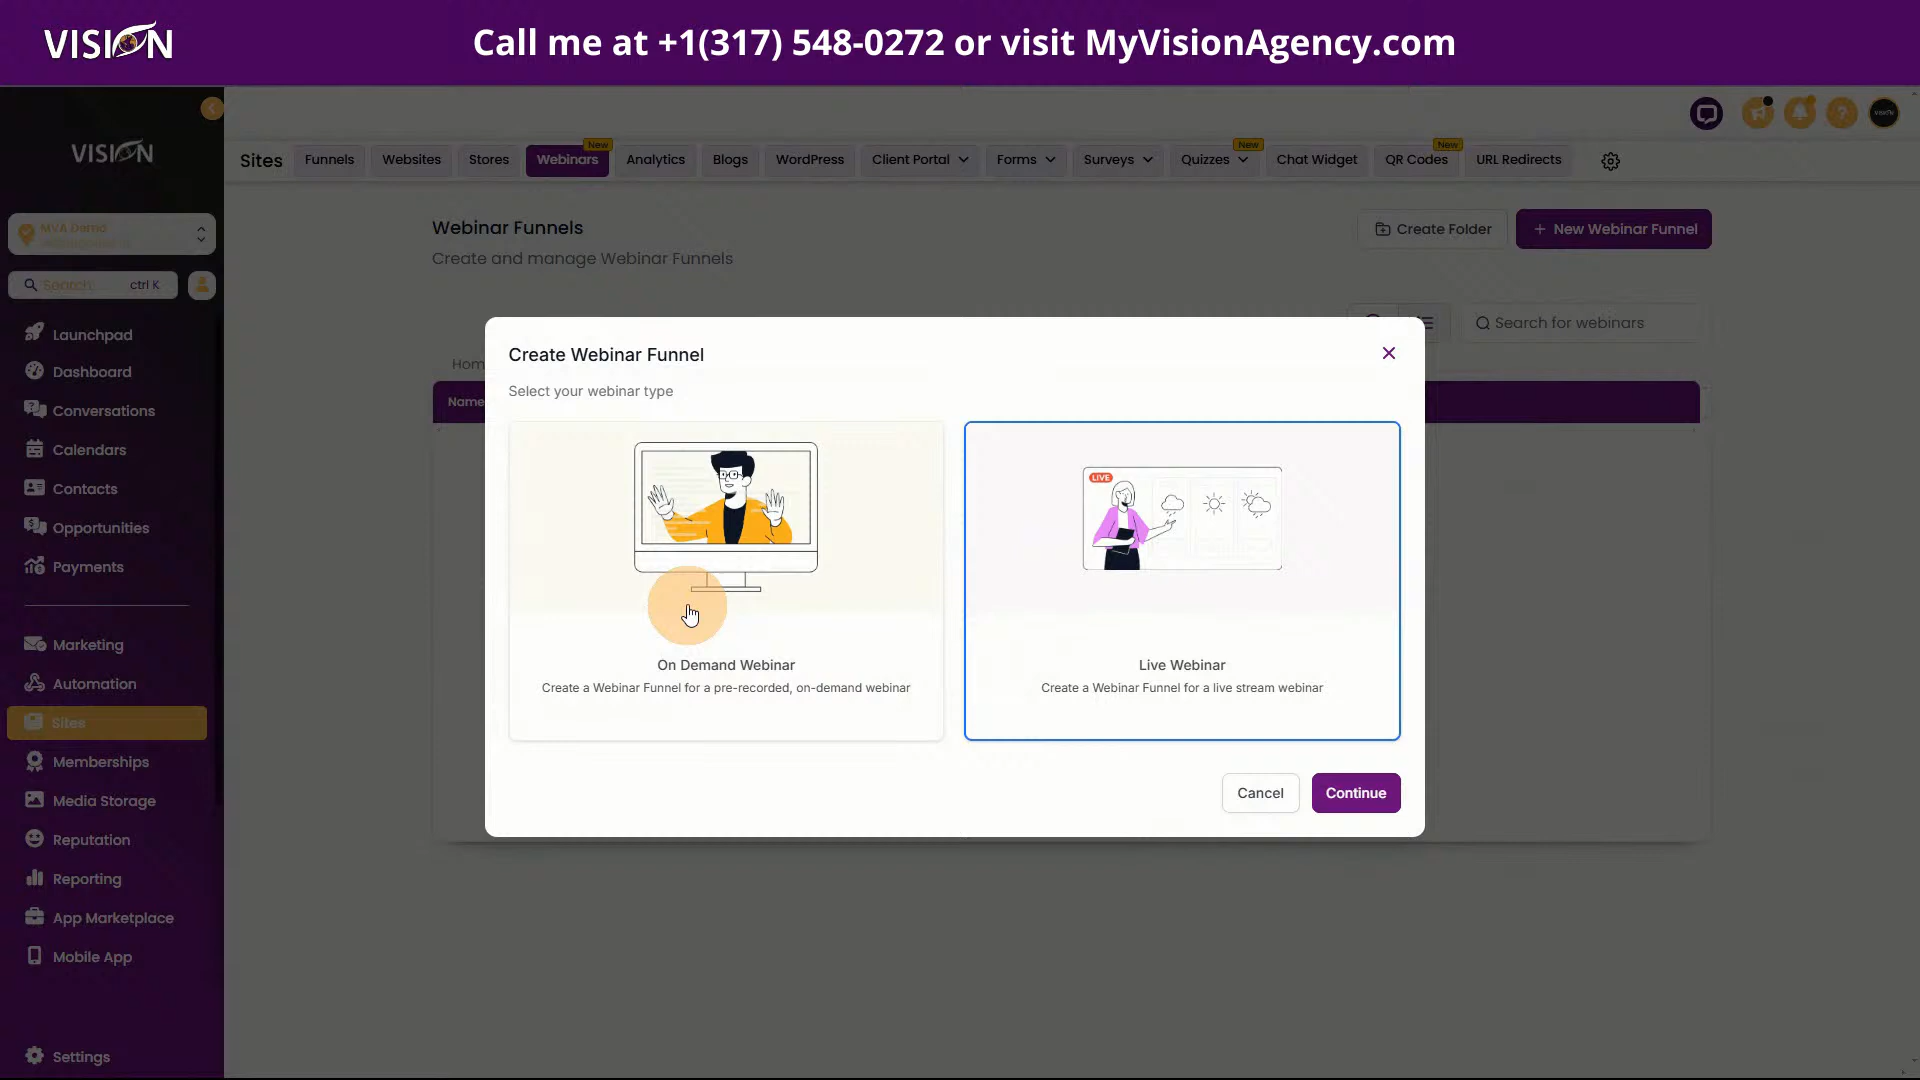 VISION
Call me at +1(317) 548-0272 or visit MyVisionAgency.com
VISION
MVA Demo
Search...
ctrl K
Launchpad
Dashboard
Conversations
Calendars
Contacts
Opportunities
Payments
Marketing
Automation
Sites
Memberships
Media Storage
Reputation
Reporting
App Marketplace
Mobile App
Settings
Sites
Funnels
Websites
Stores
Webinars
New
Analytics
Blogs
WordPress
Client Portal
Forms
Surveys
Quizzes
New
Chat Widget
QR Codes
New
URL Redirects
Webinar Funnels
Create and manage Webinar Funnels
Create Folder
+ New Webinar Funnel
Search for webinars
Hom
Name
Create Webinar Funnel
Select your webinar type
On Demand Webinar
Create a Webinar Funnel for a pre-recorded, on-demand webinar
LIVE
Live Webinar
Create a Webinar Funnel for a live stream webinar
Cancel
Continue